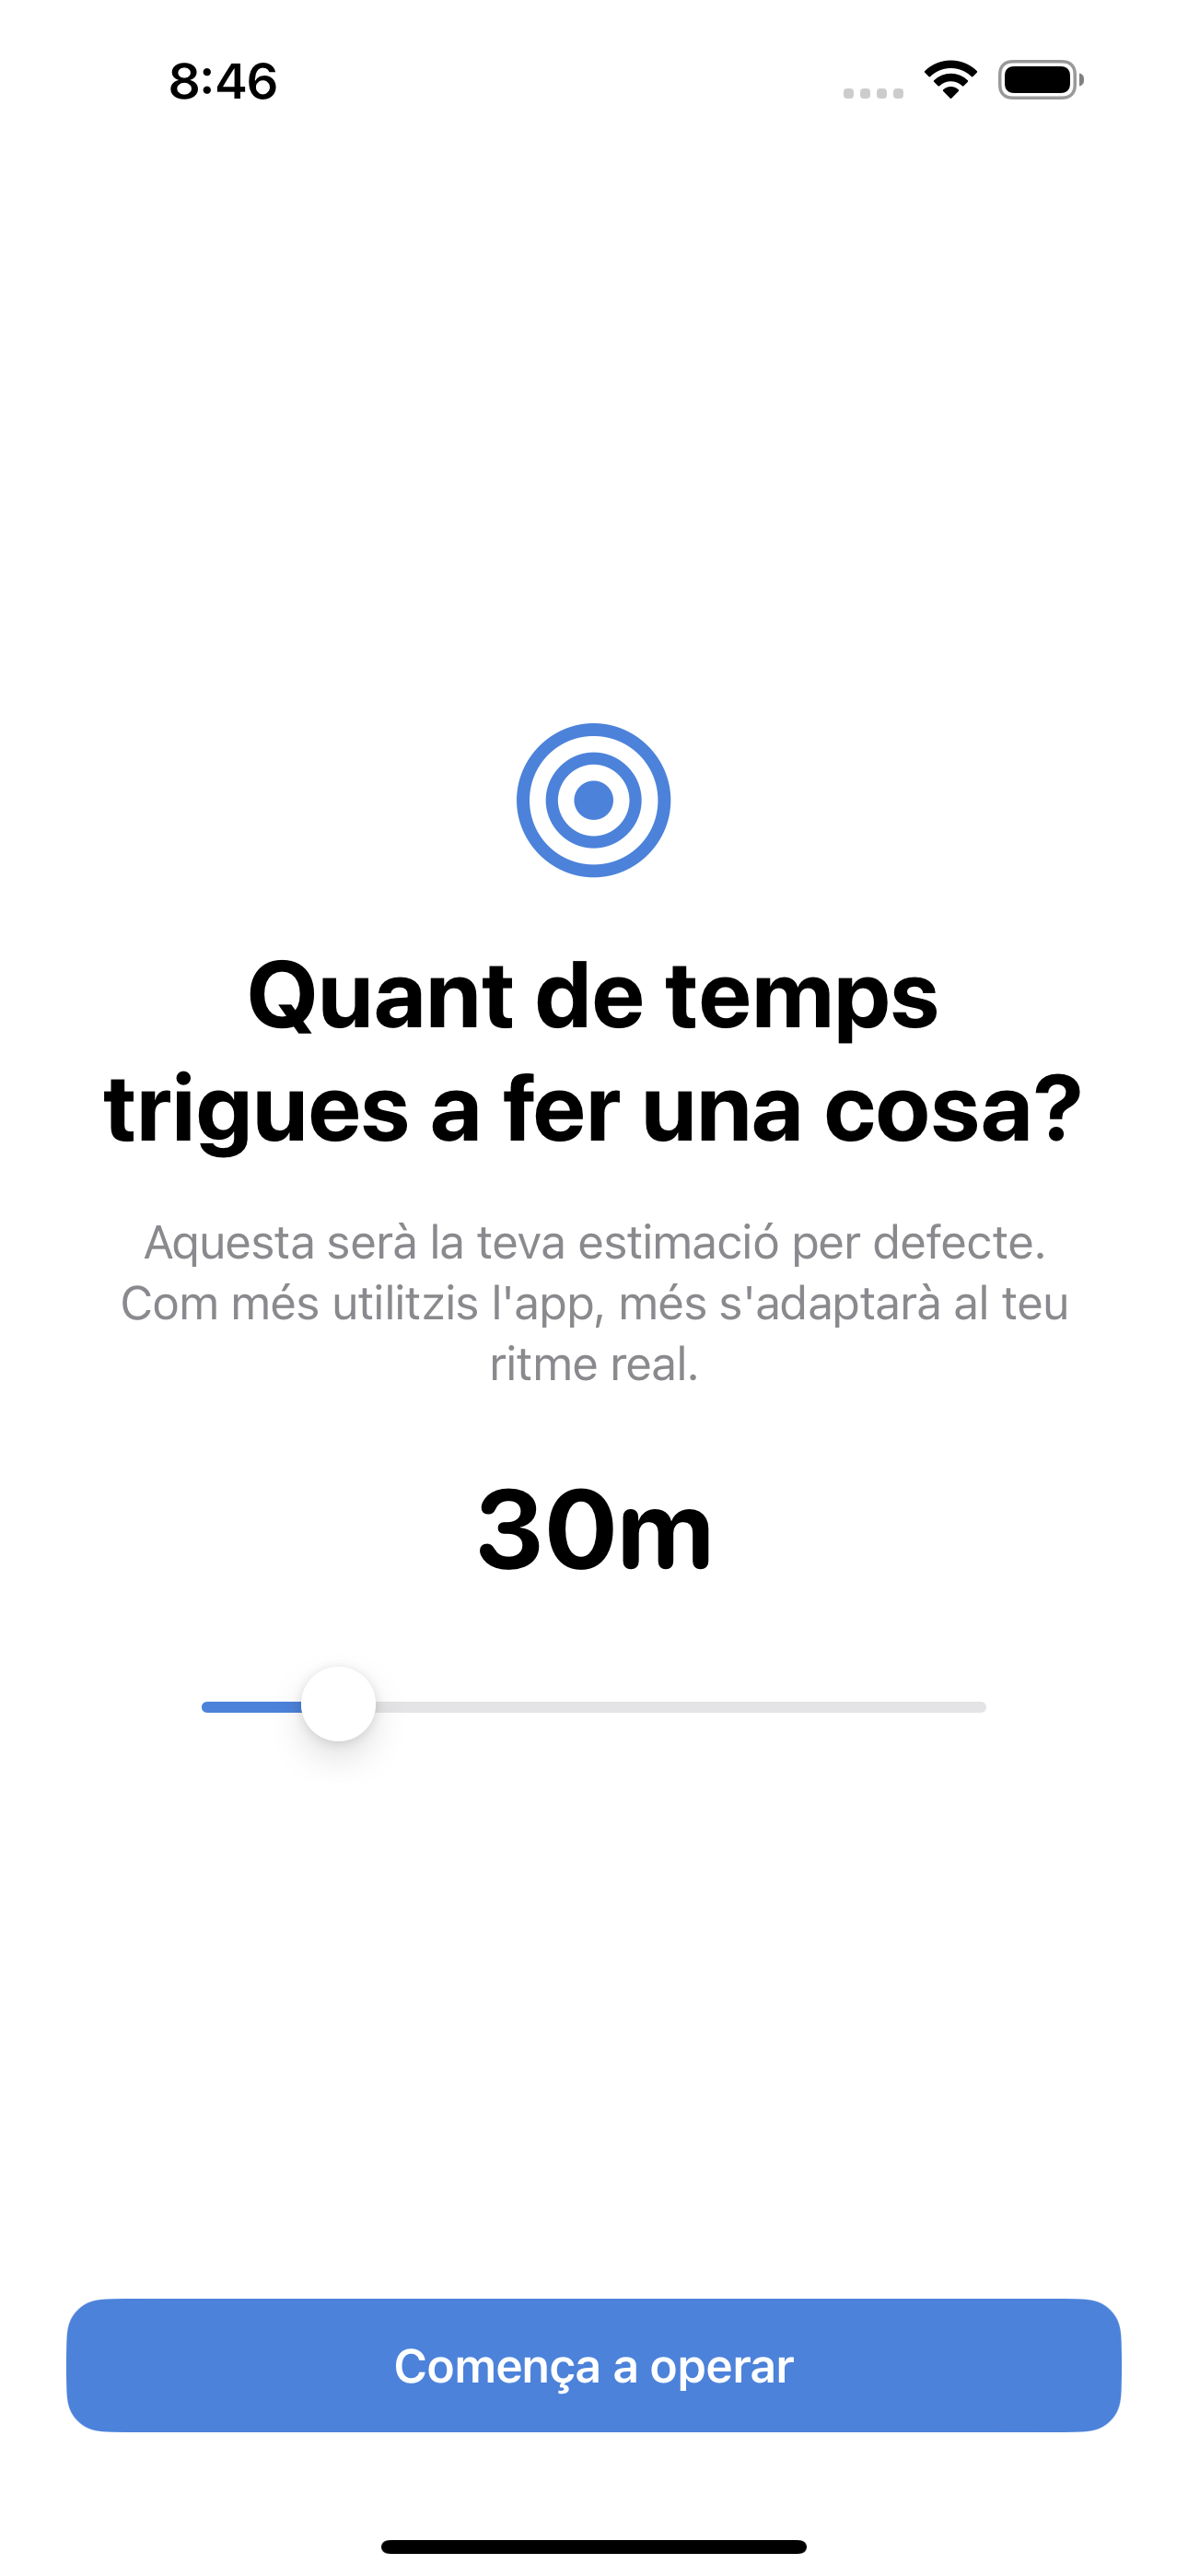 8:46
Quant de temps
trigues a fer una cosa?
Aquesta serà la teva estimació per defecte.
Com més utilitzis l'app, més s'adaptarà al teu
ritme real.
30m
Comença a operar